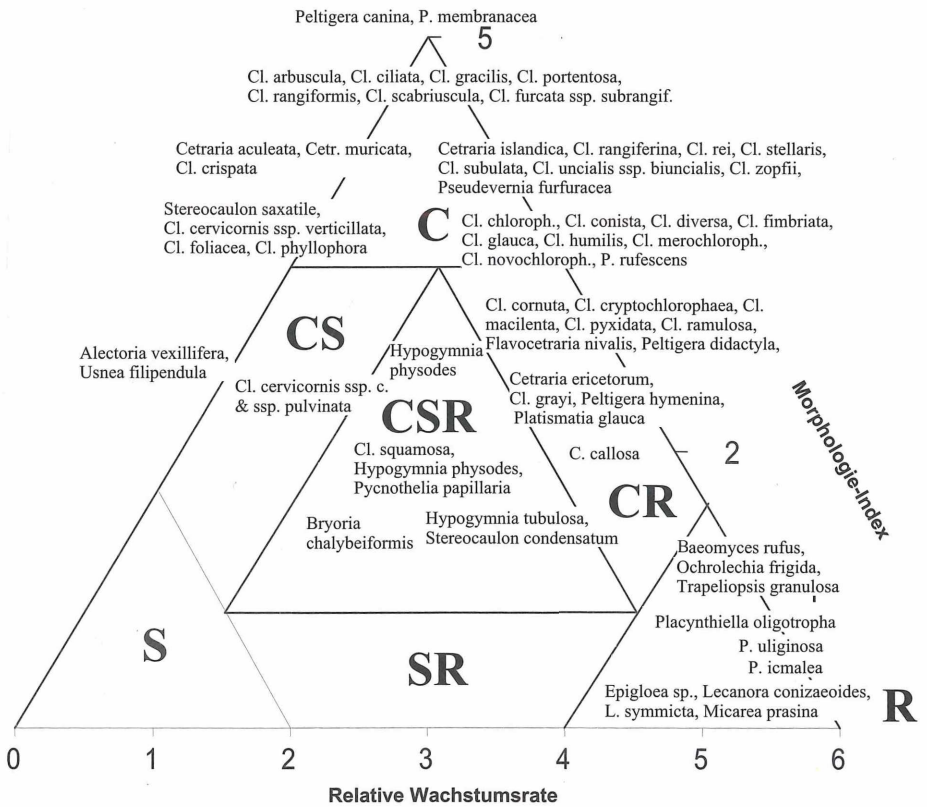 Peltigera canina, P. membranacea
5
Cl. arbuscula, Cl. ciliata, Cl. gracilis, Cl. portentosa,
Cl. rangiformis, Cl. scabriuscula, Cl. furcata ssp. subrangif.
Cetraria aculeata, Cetr. muricata,
Cl. crispata
Cetraria islandica, Cl. rangiferina, Cl. rei, Cl. stellaris,
Cl. subulata, Cl. uncialis ssp. biuncialis, Cl. zopfii,
Pseudevernia furfuracea
Stereocaulon saxatile,
Cl. cervicornis ssp. verticillata,
Cl. foliacea, Cl. phyllophora
C
Cl. chloroph., Cl. conista, Cl. diversa, Cl. fimbriata,
Cl. glauca, Cl. humilis, Cl. merochloroph.,
Cl. novochloroph., P. rufescens
CS
Cl. cornuta, Cl. cryptochlorophaea, Cl.
macilenta, Cl. pyxidata, Cl. ramulosa,
Flavocetraria nivalis, Peltigera didactyla,
Alectoria vexillifera,
Usnea filipendula
Hypogymnia
physodes
Cl. cervicornis ssp. c.
& ssp. pulvinata
Cetraria ericetorum,
Cl. grayi, Peltigera hymenina,
Platismatia glauca
CSR
Cl. squamosa,
Hypogymnia physodes,
Pycnothelia papillaria
C. callosa
2
Morphologie-Index
CR
Bryoria
chalybeiformis
Hypogymnia tubulosa,
Stereocaulon condensatum
Baeomyces rufus,
Ochrolechia frigida,
Trapeliopsis granulosa
Placynthiella oligotropha
P. uliginosa
P. icmalea
S
SR
Epigloea sp., Lecanora conizaeoides,
L. symmicta, Micarea prasina
R
0 1 2 3 4 5 6
Relative Wachstumsrate